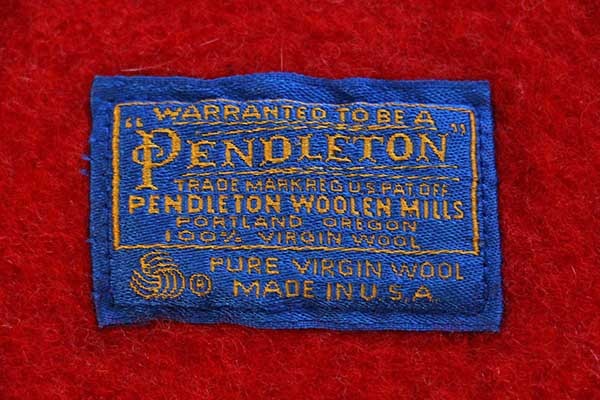 "WARRANTED TO BE A
PENDLETON"
TRADE MARK REG U.S. PAT OFF.
PENDLETON WOOLEN MILLS
PORTLAND, OREGON
100% VIRGIN WOOL
® PURE VIRGIN WOOL
MADE IN U.S.A.